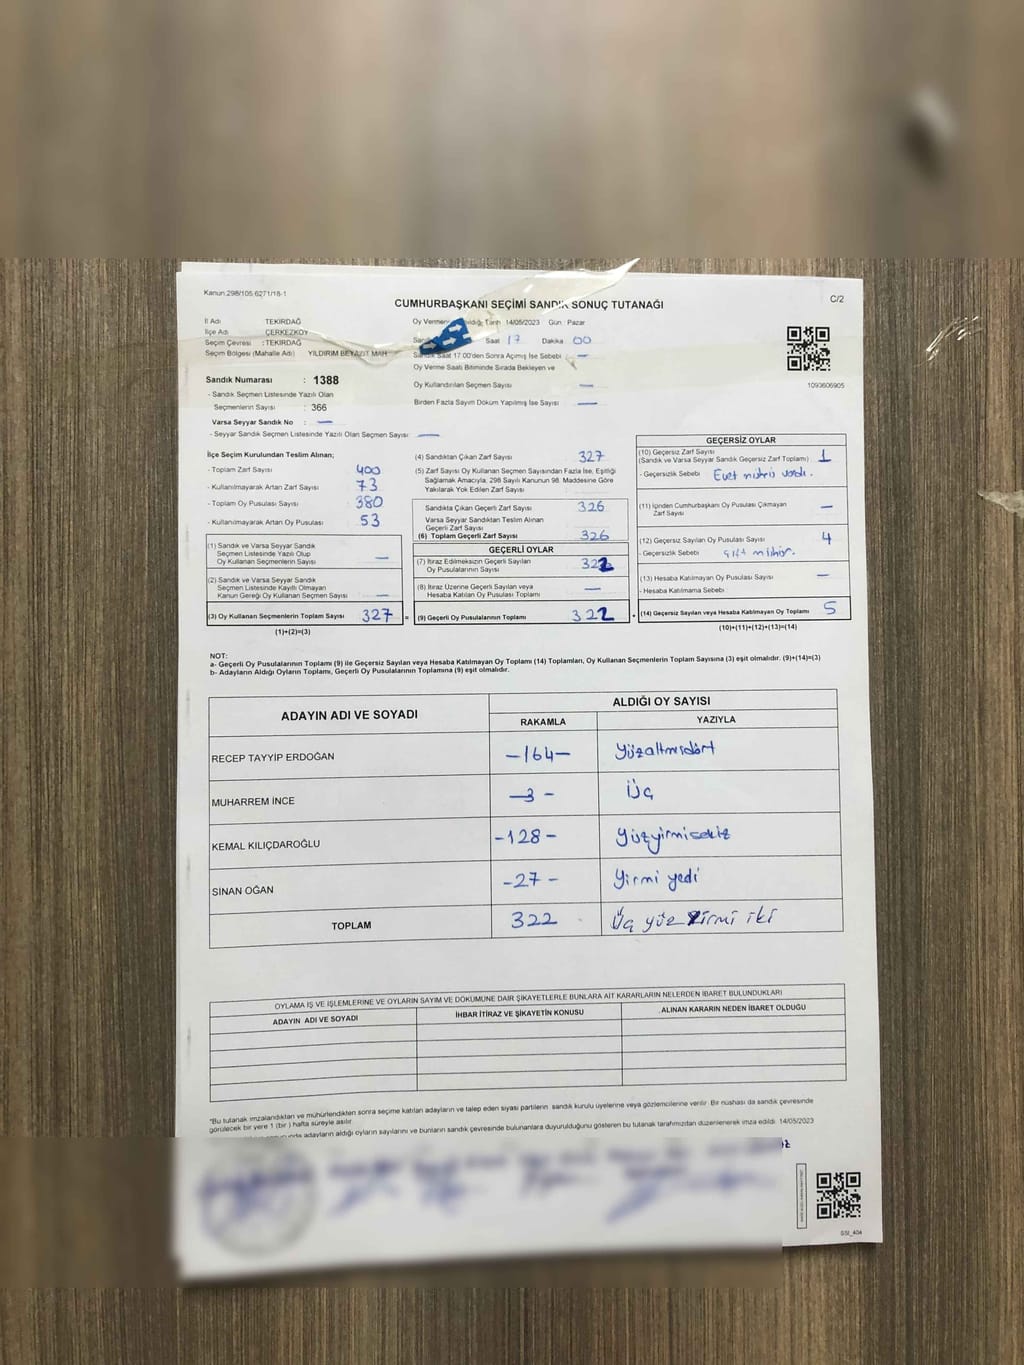 Kanun:298/105 6271/18-1
CUMHURBAŞKANI SEÇİMİ SANDIK SONUÇ TUTANAĞI
C/2
İl Adı TEKİRDAĞ
İlçe Adı ÇERKEZKÖY
Seçim Çevresi : TEKİRDAĞ
Seçim Bölgesi (Mahalle Adı) YILDIRIM BEYAZIT MAH
Sandık Numarası : 1388
- Sandık Seçmen Listesinde Yazılı Olan
Seçmenlerin Sayısı : 366
Varsa Seyyar Sandık No : —
- Seyyar Sandık Seçmen Listesinde Yazılı Olan Seçmen Sayısı : —
Oy Vermenin Tarih 14/05/2023 Gün Pazar
Saat 17 Dakika 00
Sandık Saat 17.00'den Sonra Açımış İse Sebebi —
Oy Verme Saati Bitiminde Sırada Bekleyen ve
Oy Kullandırılan Seçmen Sayısı —
Birden Fazla Sayım Döküm Yapılmış İse Sayısı —
1093606905
İlçe Seçim Kurulundan Teslim Alınan;
- Toplam Zarf Sayısı 400
- Kullanılmayarak Artan Zarf Sayısı 73
- Toplam Oy Pusulası Sayısı 380
- Kullanılmayarak Artan Oy Pusulası 53
(1) Sandık ve Varsa Seyyar Sandık
Seçmen Listesinde Yazılı Olup
Oy Kullanan Seçmenlerin Sayısı —
(2) Sandık ve Varsa Seyyar Sandık
Seçmen Listesinde Kayıtlı Olmayan
Kanun Gereği Oy Kullanan Seçmen Sayısı —
(3) Oy Kullanan Seçmenlerin Toplam Sayısı 327 =
(1)+(2)=(3)
(4) Sandıktan Çıkan Zarf Sayısı 327
(5) Zarf Sayısı Oy Kullanan Seçmen Sayısından Fazla İse, Eşitliği
Sağlamak Amacıyla, 298 Sayılı Kanunun 98. Maddesine Göre
Yakılarak Yok Edilen Zarf Sayısı
Sandıkta Çıkan Geçerli Zarf Sayısı 326
Varsa Seyyar Sandıktan Teslim Alınan
Geçerli Zarf Sayısı
(6) Toplam Geçerli Zarf Sayısı 326
GEÇERLİ OYLAR
(7) İtiraz Edilmeksizin Geçerli Sayılan
Oy Pusulalarının Sayısı 322
(8) İtiraz Üzerine Geçerli Sayılan veya
Hesaba Katılan Oy Pusulası Toplamı —
(9) Geçerli Oy Pusulalarının Toplamı 322 +
GEÇERSİZ OYLAR
(10) Geçersiz Zarf Sayısı
(Sandık ve Varsa Seyyar Sandık Geçersiz Zarf Toplamı) 1
- Geçersizlik Sebebi Evet mührü vardı.
(11) İçinden Cumhurbaşkanı Oy Pusulası Çıkmayan
Zarf Sayısı —
(12) Geçersiz Sayılan Oy Pusulası Sayısı 4
- Geçersizlik Sebebi çift mühür.
(13) Hesaba Katılmayan Oy Pusulası Sayısı —
- Hesaba Katılmama Sebebi
(14) Geçersiz Sayılan veya Hesaba Katılmayan Oy Toplamı 5
(10)+(11)+(12)+(13)=(14)
NOT:
a- Geçerli Oy Pusulalarının Toplamı (9) ile Geçersiz Sayılan veya Hesaba Katılmayan Oy Toplamı (14) Toplamları, Oy Kullanan Seçmenlerin Toplam Sayısına (3) eşit olmalıdır. (9)+(14)=(3)
b- Adayların Aldığı Oyların Toplamı, Geçerli Oy Pusulalarının Toplamına (9) eşit olmalıdır.
ADAYIN ADI VE SOYADI ALDIĞI OY SAYISI
RAKAMLA YAZIYLA
RECEP TAYYİP ERDOĞAN -164- Yüzaltmışdört
MUHARREM İNCE -3- Üç
KEMAL KILIÇDAROĞLU -128- Yüzyirmisekiz
SİNAN OĞAN -27- Yirmi yedi
TOPLAM 322 Üç yüz Yirmi iki
OYLAMA İŞ VE İŞLEMLERİNE VE OYLARIN SAYIM VE DÖKÜMÜNE DAİR ŞİKAYETLERLE BUNLARA AİT KARARLARIN NELERDEN İBARET BULUNDUKLARI
ADAYIN ADI VE SOYADI İHBAR İTİRAZ VE ŞİKAYETİN KONUSU ALINAN KARARIN NEDEN İBARET OLDUĞU
*Bu tutanak imzalandıktan ve mühürlendikten sonra seçime katılan adayların ve talep eden siyasi partilerin sandık kurulu üyelerine veya gözlemcilerine verilir. Bir nüshası da sandık çevresinde
görülecek bir yere 1 (bir) hafta süreyle asılır.
adayların aldığı oyların sayılarını ve bunların sandık çevresinde bulunanlara duyurulduğunu gösteren bu tutanak tarafımızdan düzenlenerek imza edildi. 14/05/2023
GSI_404